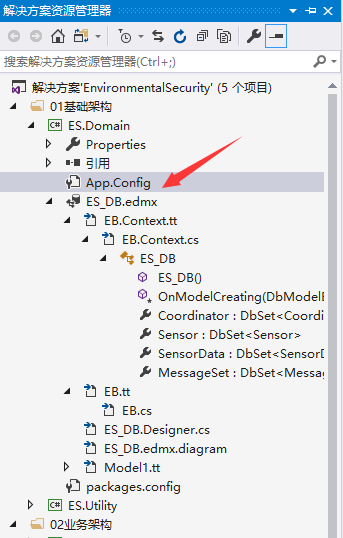 解决方案资源管理器
搜索解决方案资源管理器(Ctrl+;)
解决方案'EnvironmentalSecurity' (5 个项目)
01基础架构
C# ES.Domain
Properties
引用
App.Config
ES_DB.edmx
EB.Context.tt
EB.Context.cs
ES_DB
ES_DB()
OnModelCreating(DbModelB
Coordinator : DbSet<Coordi
Sensor : DbSet<Sensor>
SensorData : DbSet<SensorD
MessageSet : DbSet<Messag
EB.tt
EB.cs
ES_DB.Designer.cs
ES_DB.edmx.diagram
Model1.tt
packages.config
C# ES.Utility
02业务架构